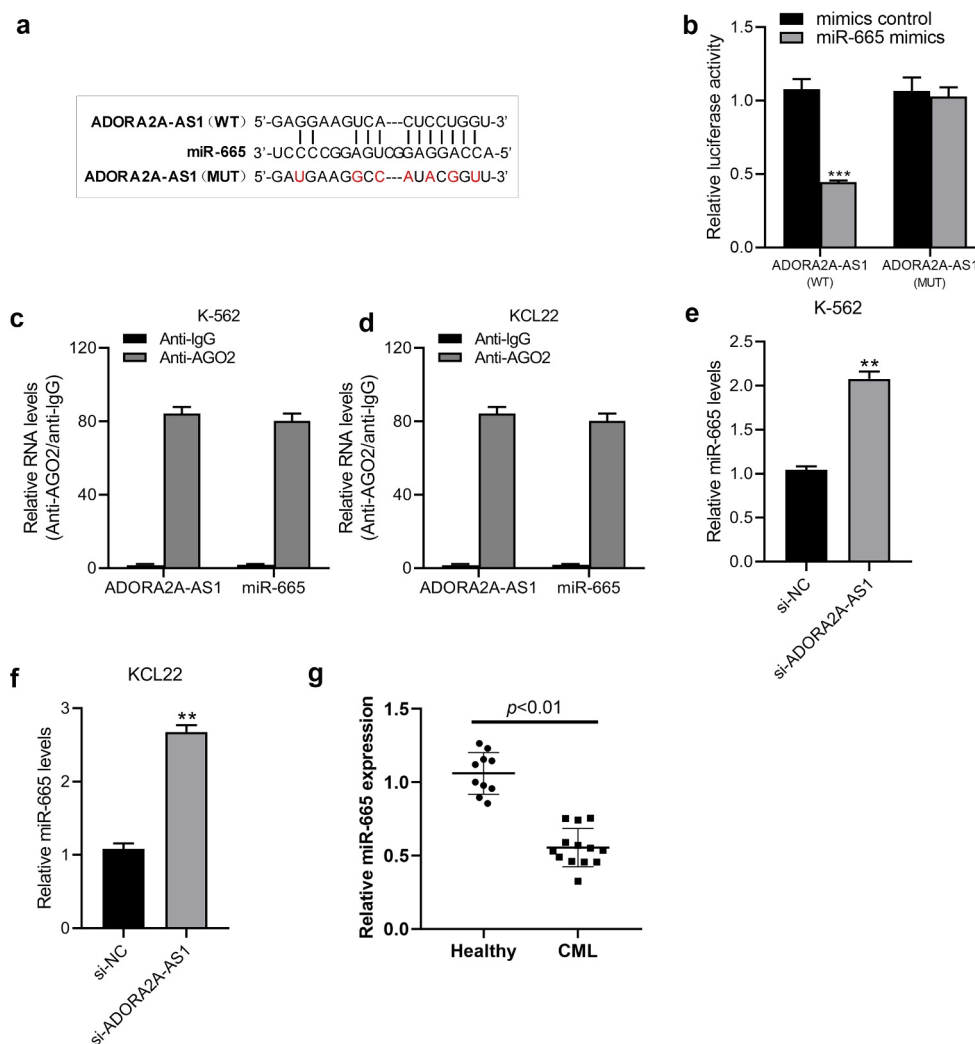 a
ADORA2A-AS1（WT） 5'-GAGGAAGUCA---CUCCUGGU-3'
miR-665 3'-UCCCCGGAGUCGGAGGACCA-5'
ADORA2A-AS1（MUT） 5'-GAUGAAGGCC---AUACGGUU-3'
b
mimics control
miR-665 mimics
Relative luciferase activity
1.5
1.0
0.5
0.0
***
ADORA2A-AS1
(WT)
ADORA2A-AS1
(MUT)
c
K-562
Anti-IgG
Anti-AGO2
Relative RNA levels
(Anti-AGO2/anti-IgG)
120
80
40
0
ADORA2A-AS1
miR-665
d
KCL22
Anti-IgG
Anti-AGO2
Relative RNA levels
(Anti-AGO2/anti-IgG)
120
80
40
0
ADORA2A-AS1
miR-665
e
K-562
Relative miR-665 levels
2.5
2.0
1.5
1.0
0.5
0.0
**
si-NC
si-ADORA2A-AS1
f
KCL22
Relative miR-665 levels
3
2
1
0
**
si-NC
si-ADORA2A-AS1
g
Relative miR-665 expression
1.5
1.0
0.5
0.0
p<0.01
Healthy
CML